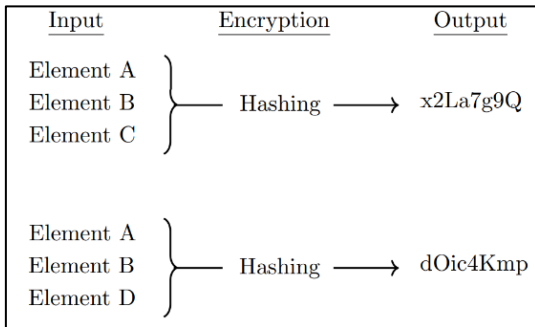 Input Encryption Output
Element A
Element B
Element C
Hashing
x2La7g9Q
Element A
Element B
Element D
Hashing
dOic4Kmp